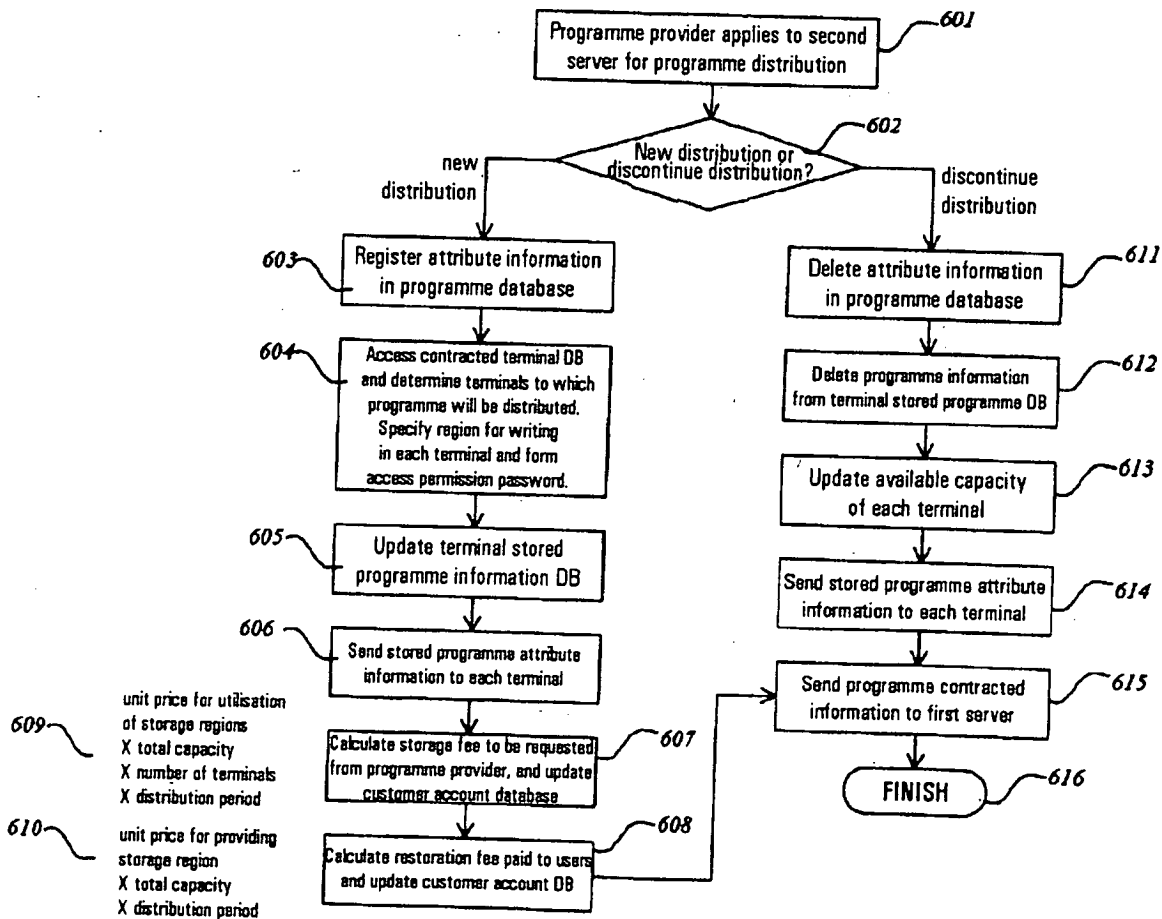 601
Programme provider applies to second
server for programme distribution
602
New distribution or
discontinue distribution?
new
distribution
discontinue
distribution
603
Register attribute information
in programme database
604
Access contracted terminal DB
and determine terminals to which
programme will be distributed.
Specify region for writing
in each terminal and form
access permission password.
605
Update terminal stored
programme information DB
606
Send stored programme attribute
information to each terminal
607
Calculate storage fee to be requested
from programme provider, and update
customer account database
608
Calculate restoration fee paid to users
and update customer account DB
609
unit price for utilisation
of storage regions
X total capacity
X number of terminals
X distribution period
610
unit price for providing
storage region
X total capacity
X distribution period
611
Delete attribute information
in programme database
612
Delete programme information
from terminal stored programme DB
613
Update available capacity
of each terminal
614
Send stored programme attribute
information to each terminal
615
Send programme contracted
information to first server
FINISH
616